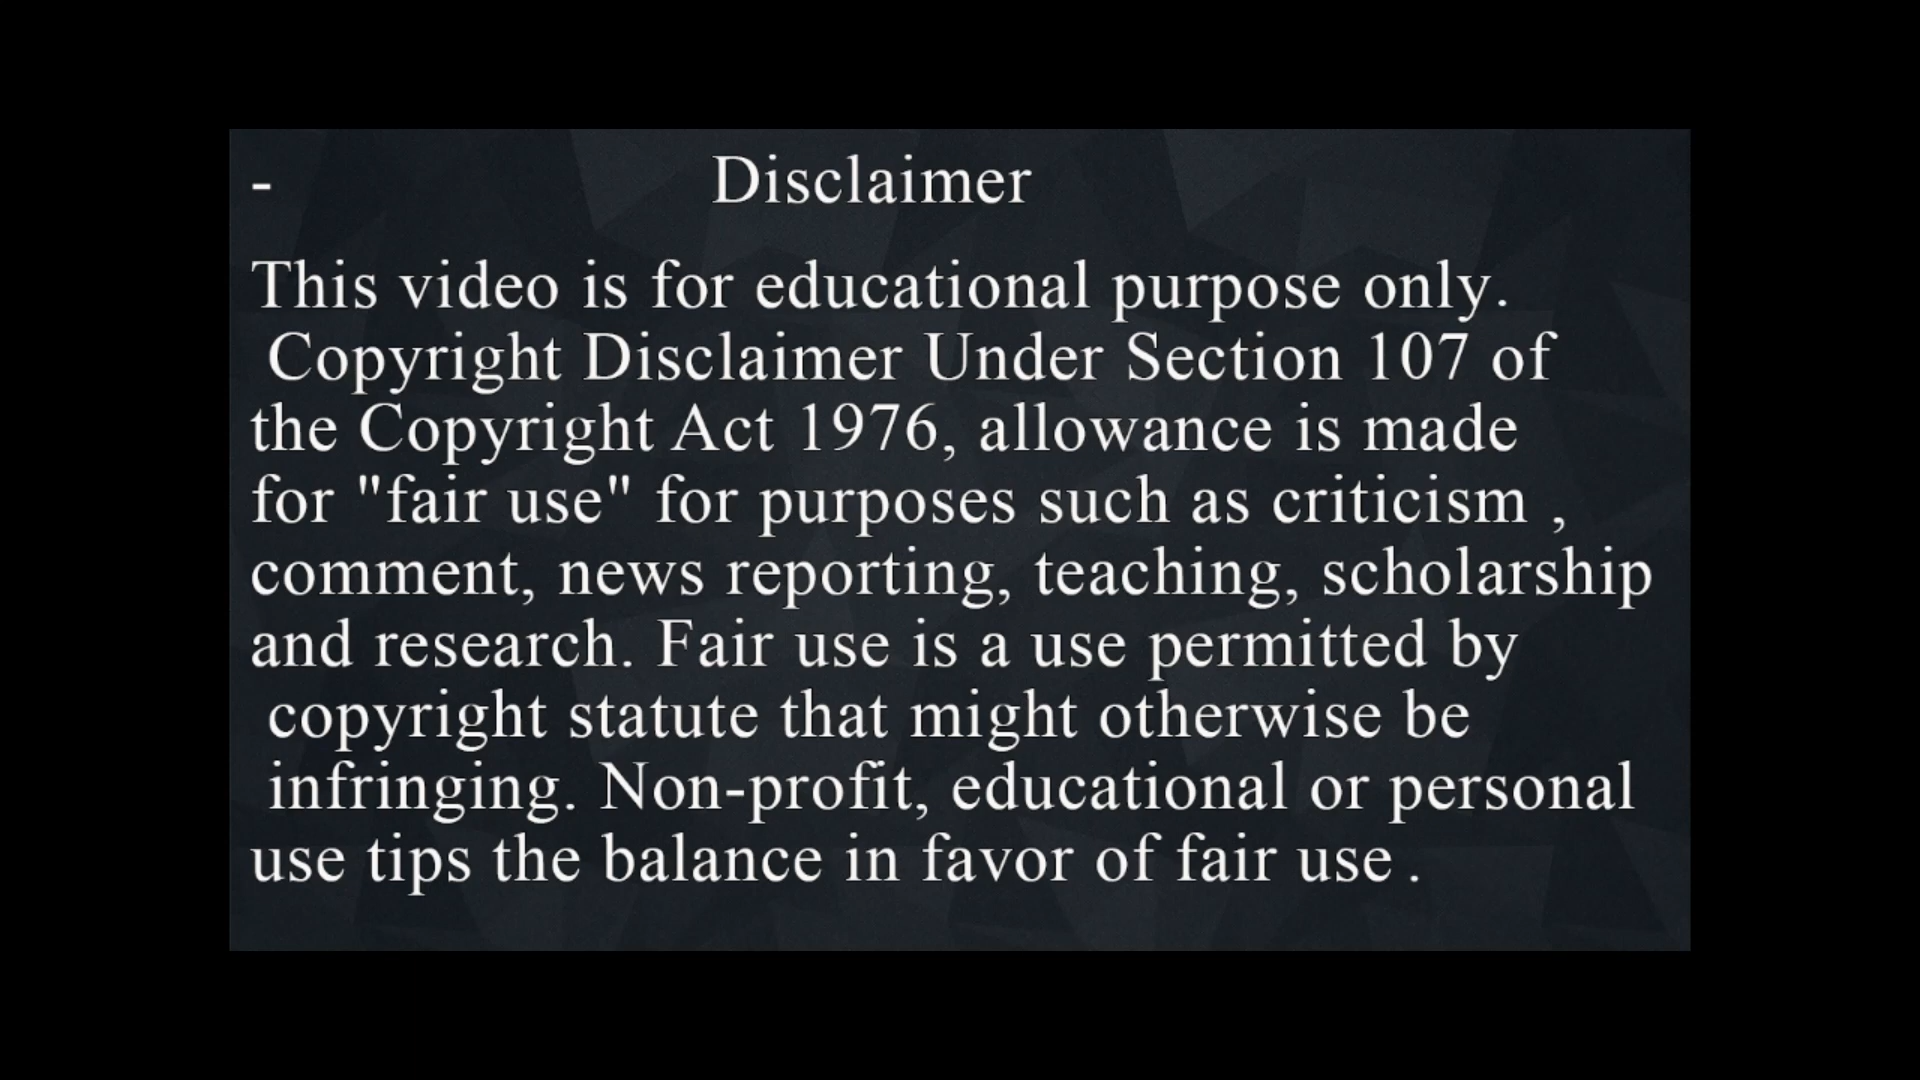 - Disclaimer
This video is for educational purpose only.
Copyright Disclaimer Under Section 107 of
the Copyright Act 1976, allowance is made
for "fair use" for purposes such as criticism ,
comment, news reporting, teaching, scholarship
and research. Fair use is a use permitted by
copyright statute that might otherwise be
infringing. Non-profit, educational or personal
use tips the balance in favor of fair use .